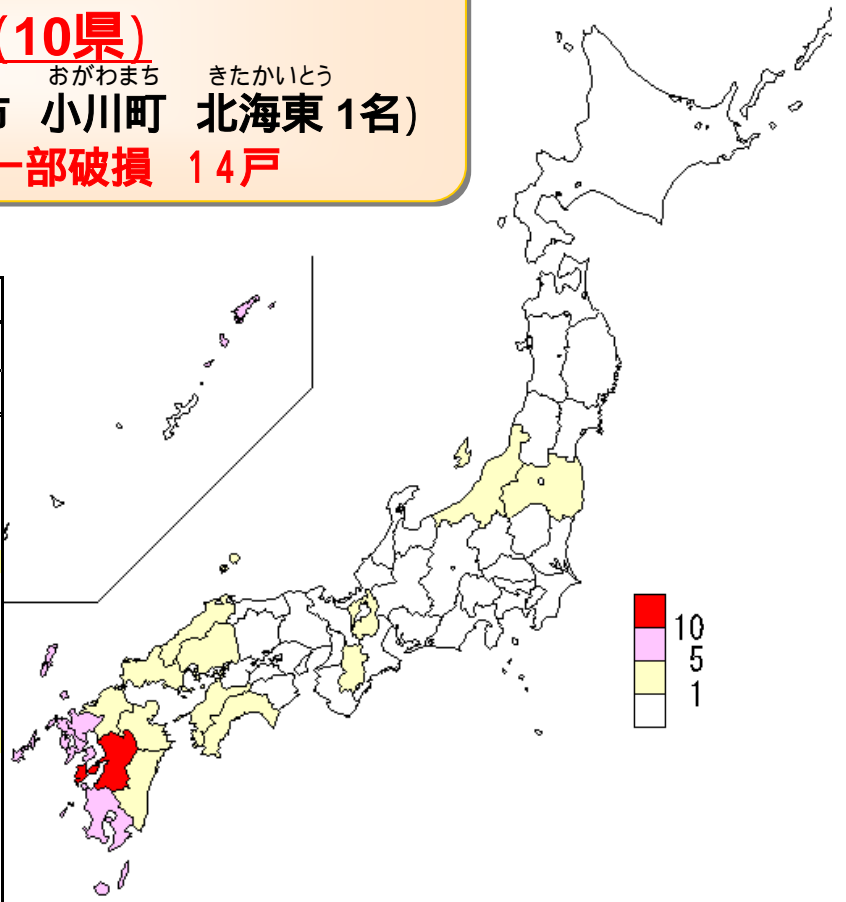 (10県)
おがわまち きたかいとう
市 小川町 北海東 1名)
一部破損 14戸
10
5
1